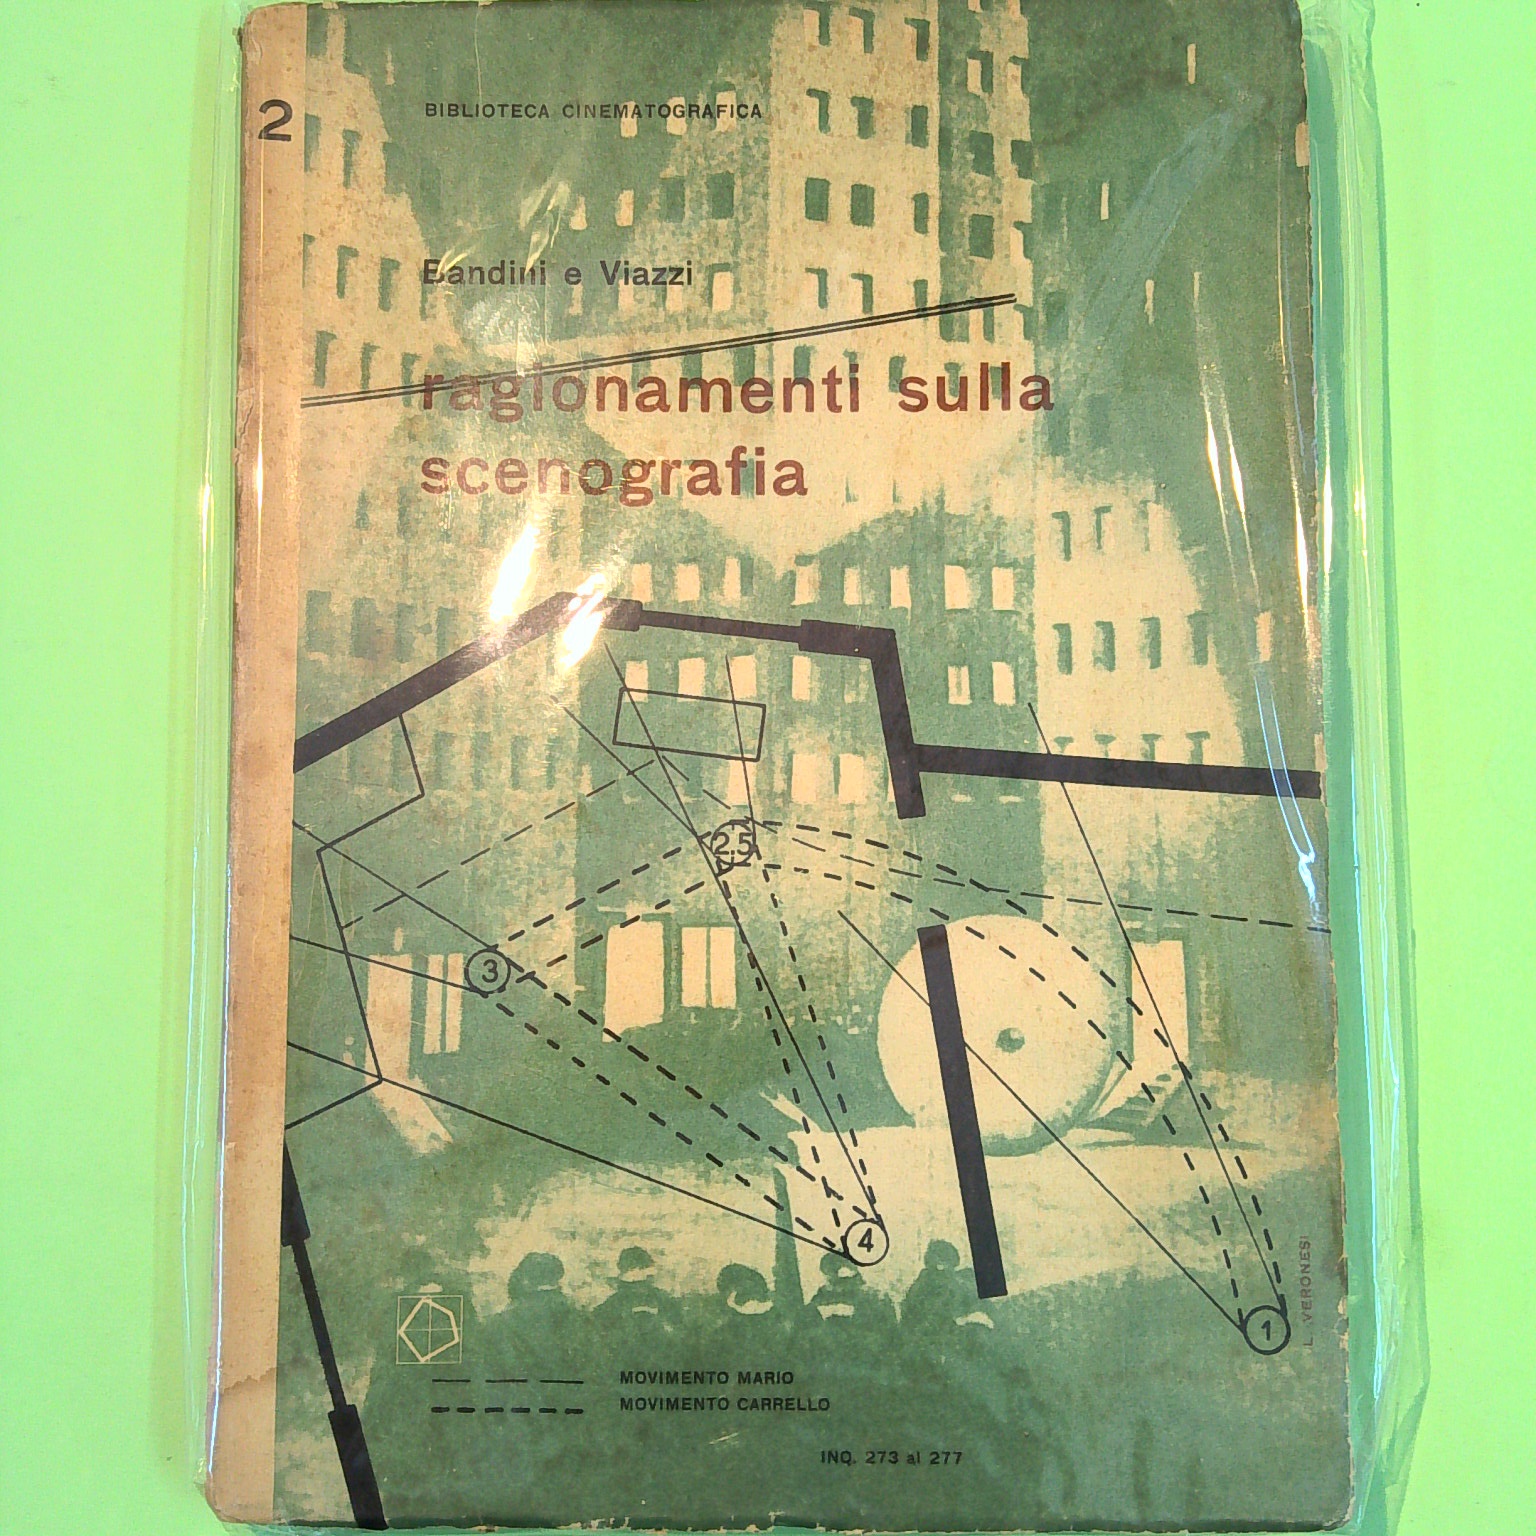 2
BIBLIOTECA CINEMATOGRAFICA
Bandini e Viazzi
ragionamenti sulla
scenografia
2.5
3
4
1
L. VERONESI
MOVIMENTO MARIO
MOVIMENTO CARRELLO
INQ. 273 al 277